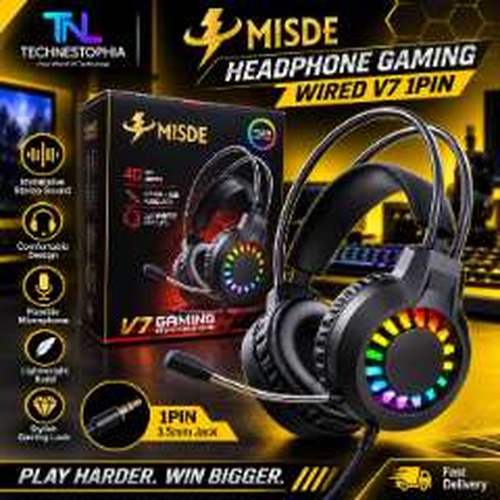 TNL
TECHNESTOPHIA
MISDE
HEADPHONE GAMING
WIRED V7 1PIN
MISDE
Immersive
Stereo Sound
Comfortable
Design
Flexible
Microphone
Lightweight
Build
Stylish
Gaming Look
V7 GAMING
1PIN
3.5mm Jack
PLAY HARDER. WIN BIGGER.
Fast
Delivery